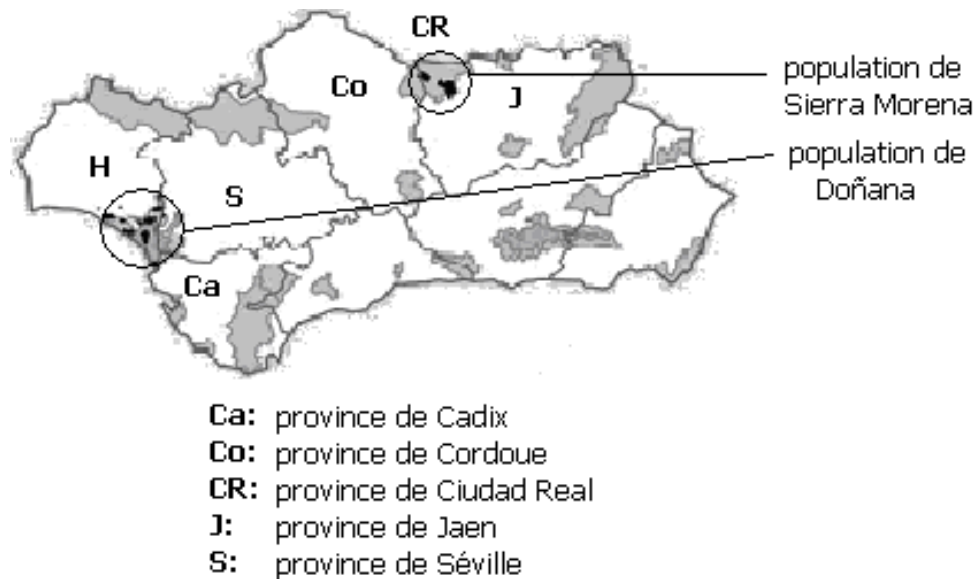 CR
Co
J
population de
Sierra Morena
H
S
population de
Doñana
Ca
Ca: province de Cadix
Co: province de Cordoue
CR: province de Ciudad Real
J: province de Jaen
S: province de Séville